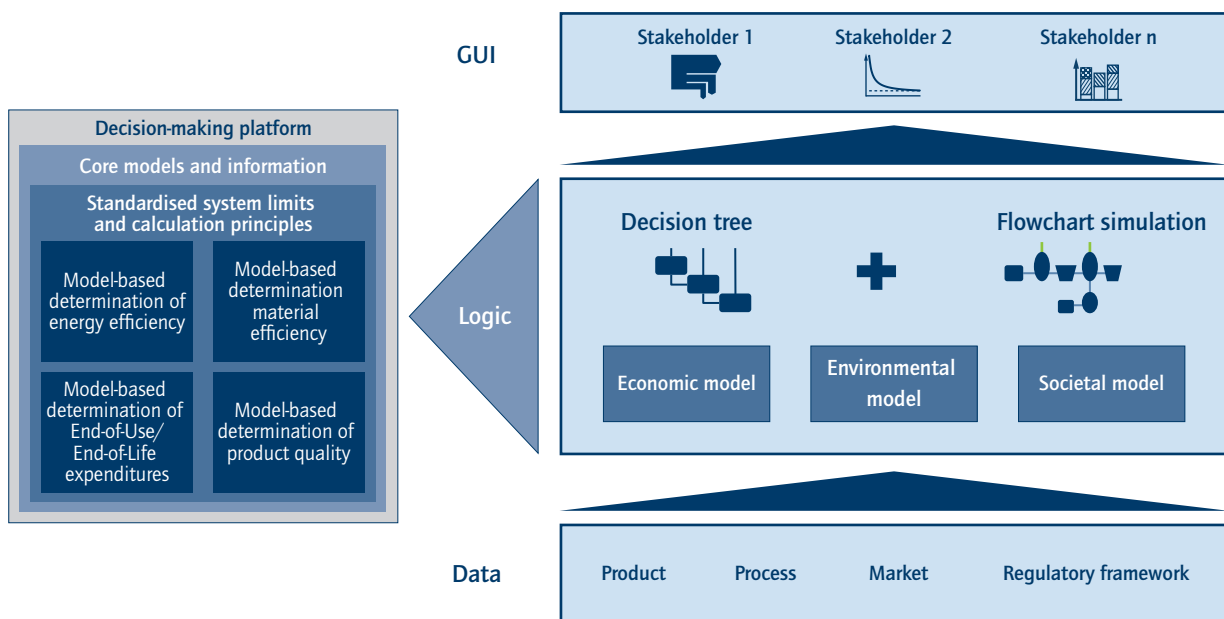 GUI
Stakeholder 1
Stakeholder 2
Stakeholder n
Decision-making platform
Core models and information
Standardised system limits
and calculation principles
Model-based
determination of
energy efficiency
Model-based
determination
material
efficiency
Model-based
determination of
End-of-Use/
End-of-Life
expenditures
Model-based
determination of
product quality
Logic
Decision tree
Flowchart simulation
Economic model
Environmental
model
Societal model
Data
Product
Process
Market
Regulatory framework